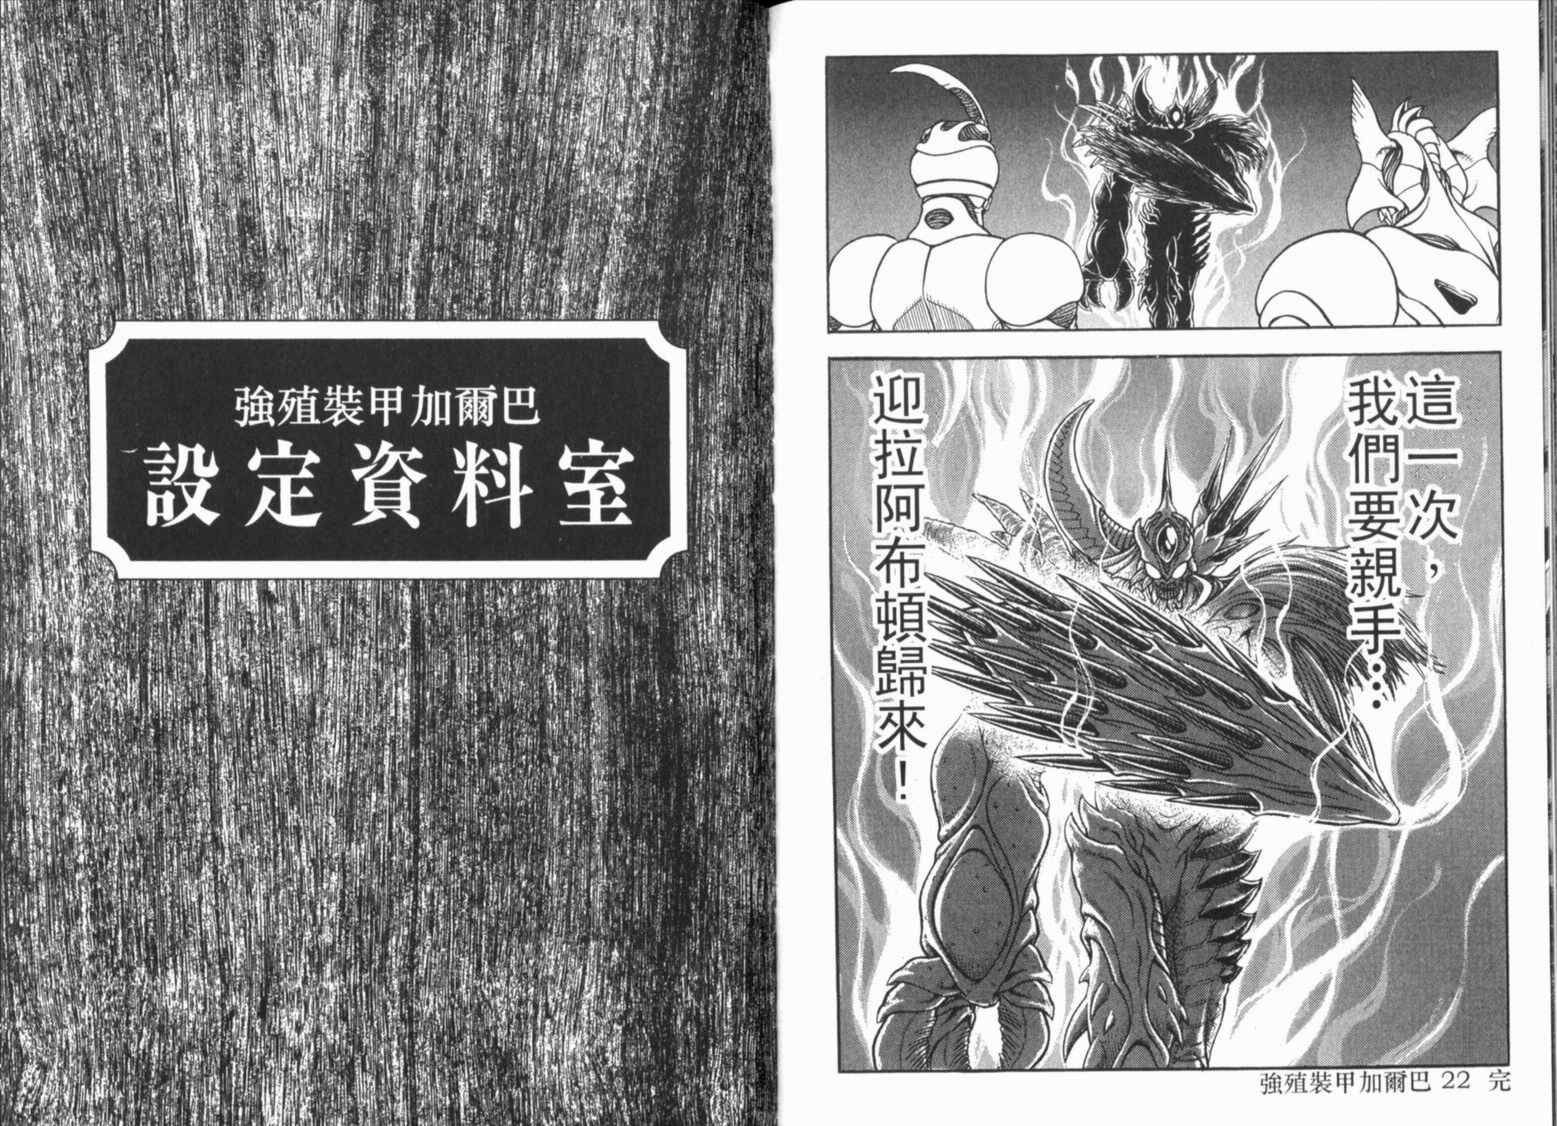 這一次，
我們要親手…
迎拉阿布頓歸來！
強殖裝甲加爾巴 22 完
強殖裝甲加爾巴
設定資料室